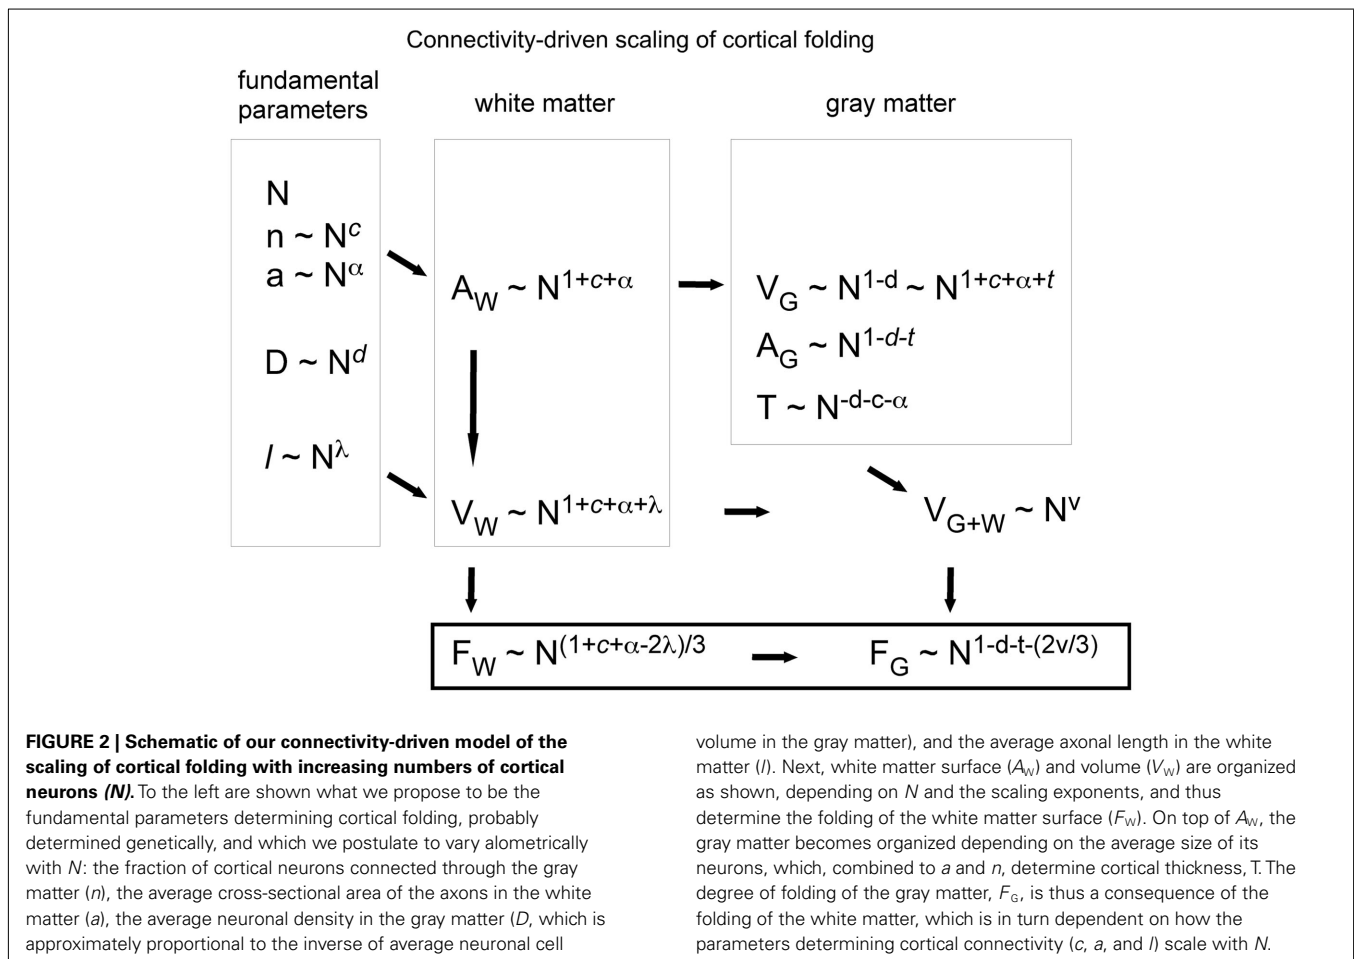 Connectivity-driven scaling of cortical folding
fundamental
parameters
white matter
gray matter
N
n ~ N^c
a ~ N^α
D ~ N^d
l ~ N^λ
A_W ~ N^1+c+α
V_W ~ N^1+c+α+λ
V_G ~ N^1-d ~ N^1+c+α+t
A_G ~ N^1-d-t
T ~ N^-d-c-α
V_G+W ~ N^v
F_W ~ N^(1+c+α-2λ)/3
F_G ~ N^1-d-t-(2v/3)
FIGURE 2 | Schematic of our connectivity-driven model of the
scaling of cortical folding with increasing numbers of cortical
neurons (N). To the left are shown what we propose to be the
fundamental parameters determining cortical folding, probably
determined genetically, and which we postulate to vary alometrically
with N: the fraction of cortical neurons connected through the gray
matter (n), the average cross-sectional area of the axons in the white
matter (a), the average neuronal density in the gray matter (D, which is
approximately proportional to the inverse of average neuronal cell
volume in the gray matter), and the average axonal length in the white
matter (l). Next, white matter surface (A_W) and volume (V_W) are organized
as shown, depending on N and the scaling exponents, and thus
determine the folding of the white matter surface (F_W). On top of A_W, the
gray matter becomes organized depending on the average size of its
neurons, which, combined to a and n, determine cortical thickness, T. The
degree of folding of the gray matter, F_G, is thus a consequence of the
folding of the white matter, which is in turn dependent on how the
parameters determining cortical connectivity (c, a, and l) scale with N.